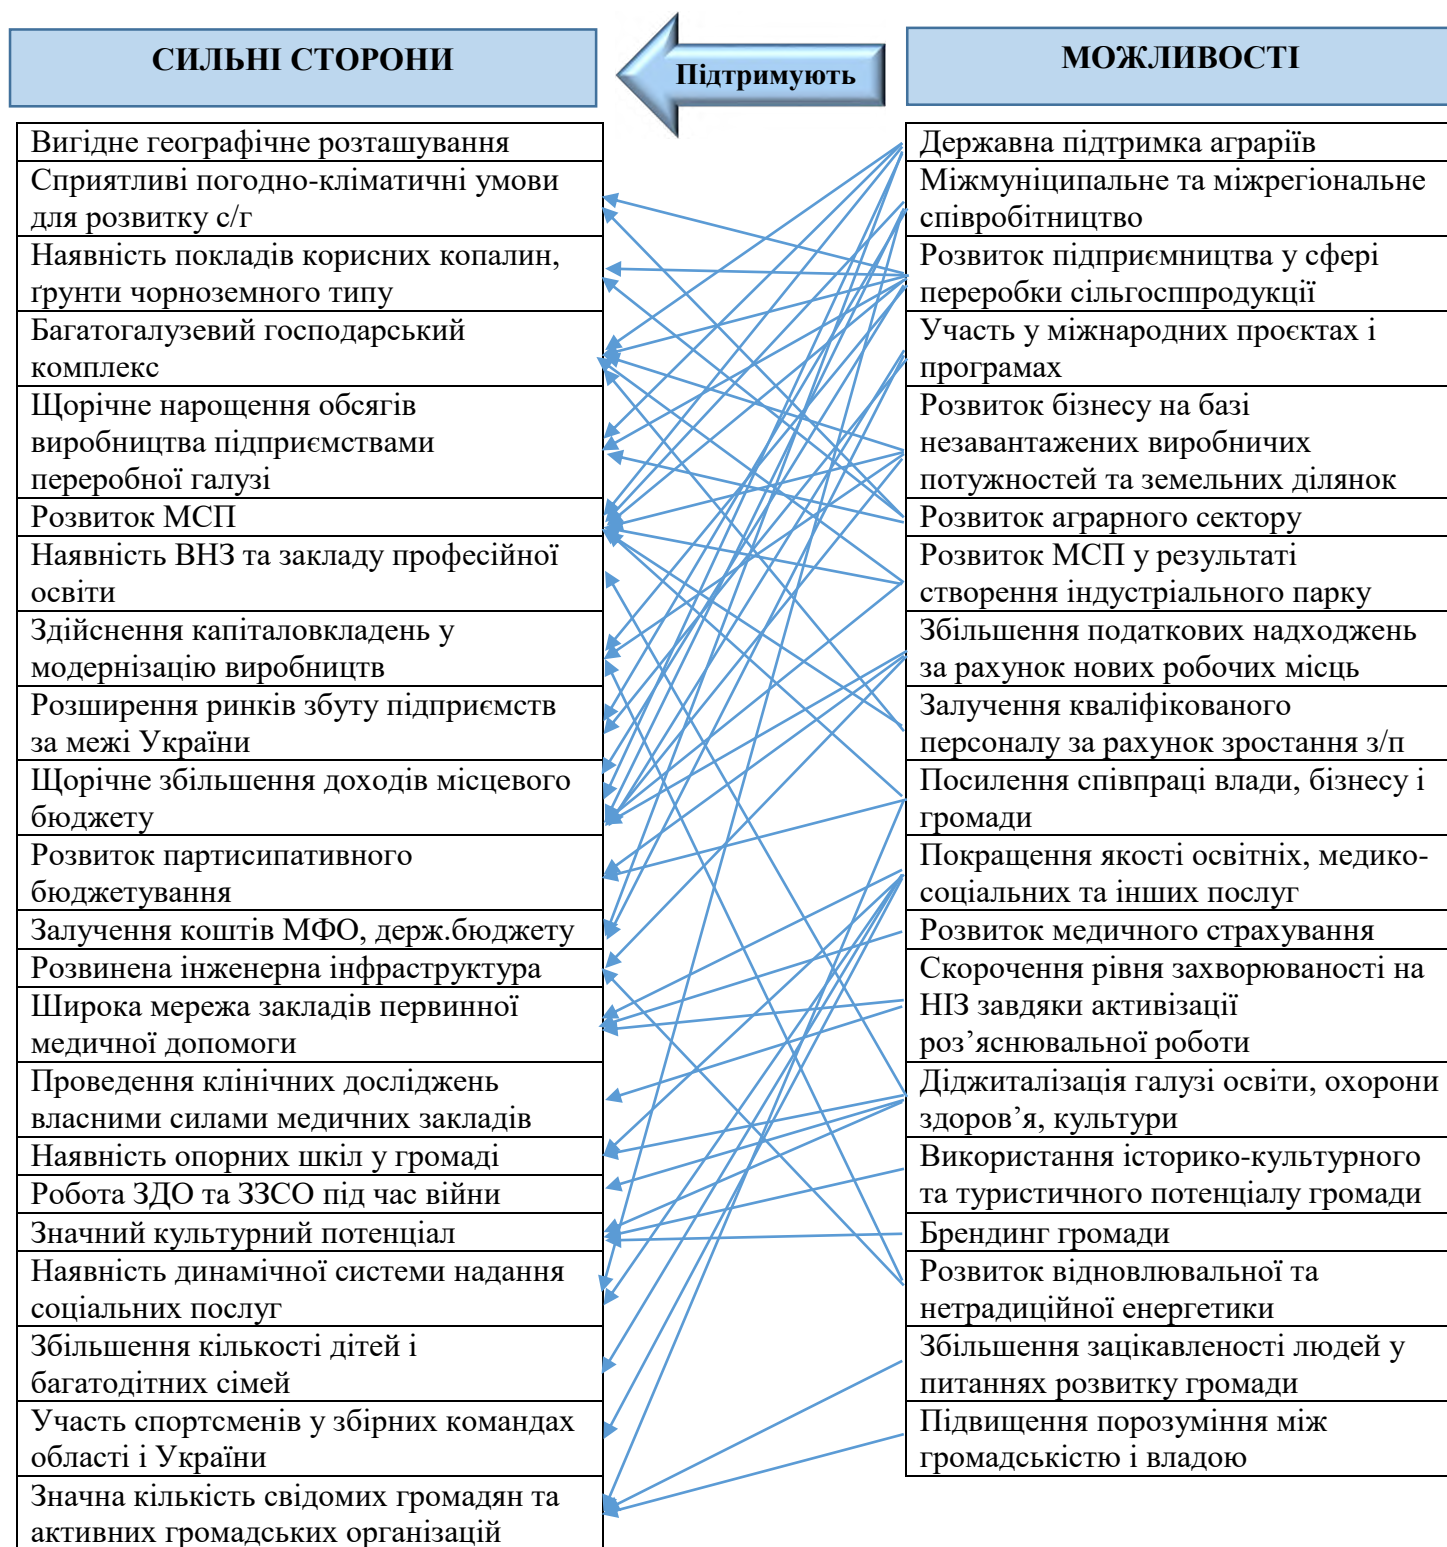 СИЛЬНІ СТОРОНИ
Підтримують
МОЖЛИВОСТІ
Вигідне географічне розташування
Сприятливі погодно-кліматичні умови
для розвитку с/г
Наявність покладів корисних копалин,
ґрунти чорноземного типу
Багатогалузевий господарський
комплекс
Щорічне нарощення обсягів
виробництва підприємствами
переробної галузі
Розвиток МСП
Наявність ВНЗ та закладу професійної
освіти
Здійснення капіталовкладень у
модернізацію виробництв
Розширення ринків збуту підприємств
за межі України
Щорічне збільшення доходів місцевого
бюджету
Розвиток партисипативного
бюджетування
Залучення коштів МФО, держ.бюджету
Розвинена інженерна інфраструктура
Широка мережа закладів первинної
медичної допомоги
Проведення клінічних досліджень
власними силами медичних закладів
Наявність опорних шкіл у громаді
Робота ЗДО та ЗЗСО під час війни
Значний культурний потенціал
Наявність динамічної системи надання
соціальних послуг
Збільшення кількості дітей і
багатодітних сімей
Участь спортсменів у збірних командах
області і України
Значна кількість свідомих громадян та
активних громадських організацій
Державна підтримка аграріїв
Міжмуніципальне та міжрегіональне
співробітництво
Розвиток підприємництва у сфері
переробки сільгосппродукції
Участь у міжнародних проєктах і
програмах
Розвиток бізнесу на базі
незавантажених виробничих
потужностей та земельних ділянок
Розвиток аграрного сектору
Розвиток МСП у результаті
створення індустріального парку
Збільшення податкових надходжень
за рахунок нових робочих місць
Залучення кваліфікованого
персоналу за рахунок зростання з/п
Посилення співпраці влади, бізнесу і
громади
Покращення якості освітніх, медико-
соціальних та інших послуг
Розвиток медичного страхування
Скорочення рівня захворюваності на
НІЗ завдяки активізації
роз’яснювальної роботи
Діджиталізація галузі освіти, охорони
здоров’я, культури
Використання історико-культурного
та туристичного потенціалу громади
Брендинг громади
Розвиток відновлювальної та
нетрадиційної енергетики
Збільшення зацікавленості людей у
питаннях розвитку громади
Підвищення порозуміння між
громадськістю і владою